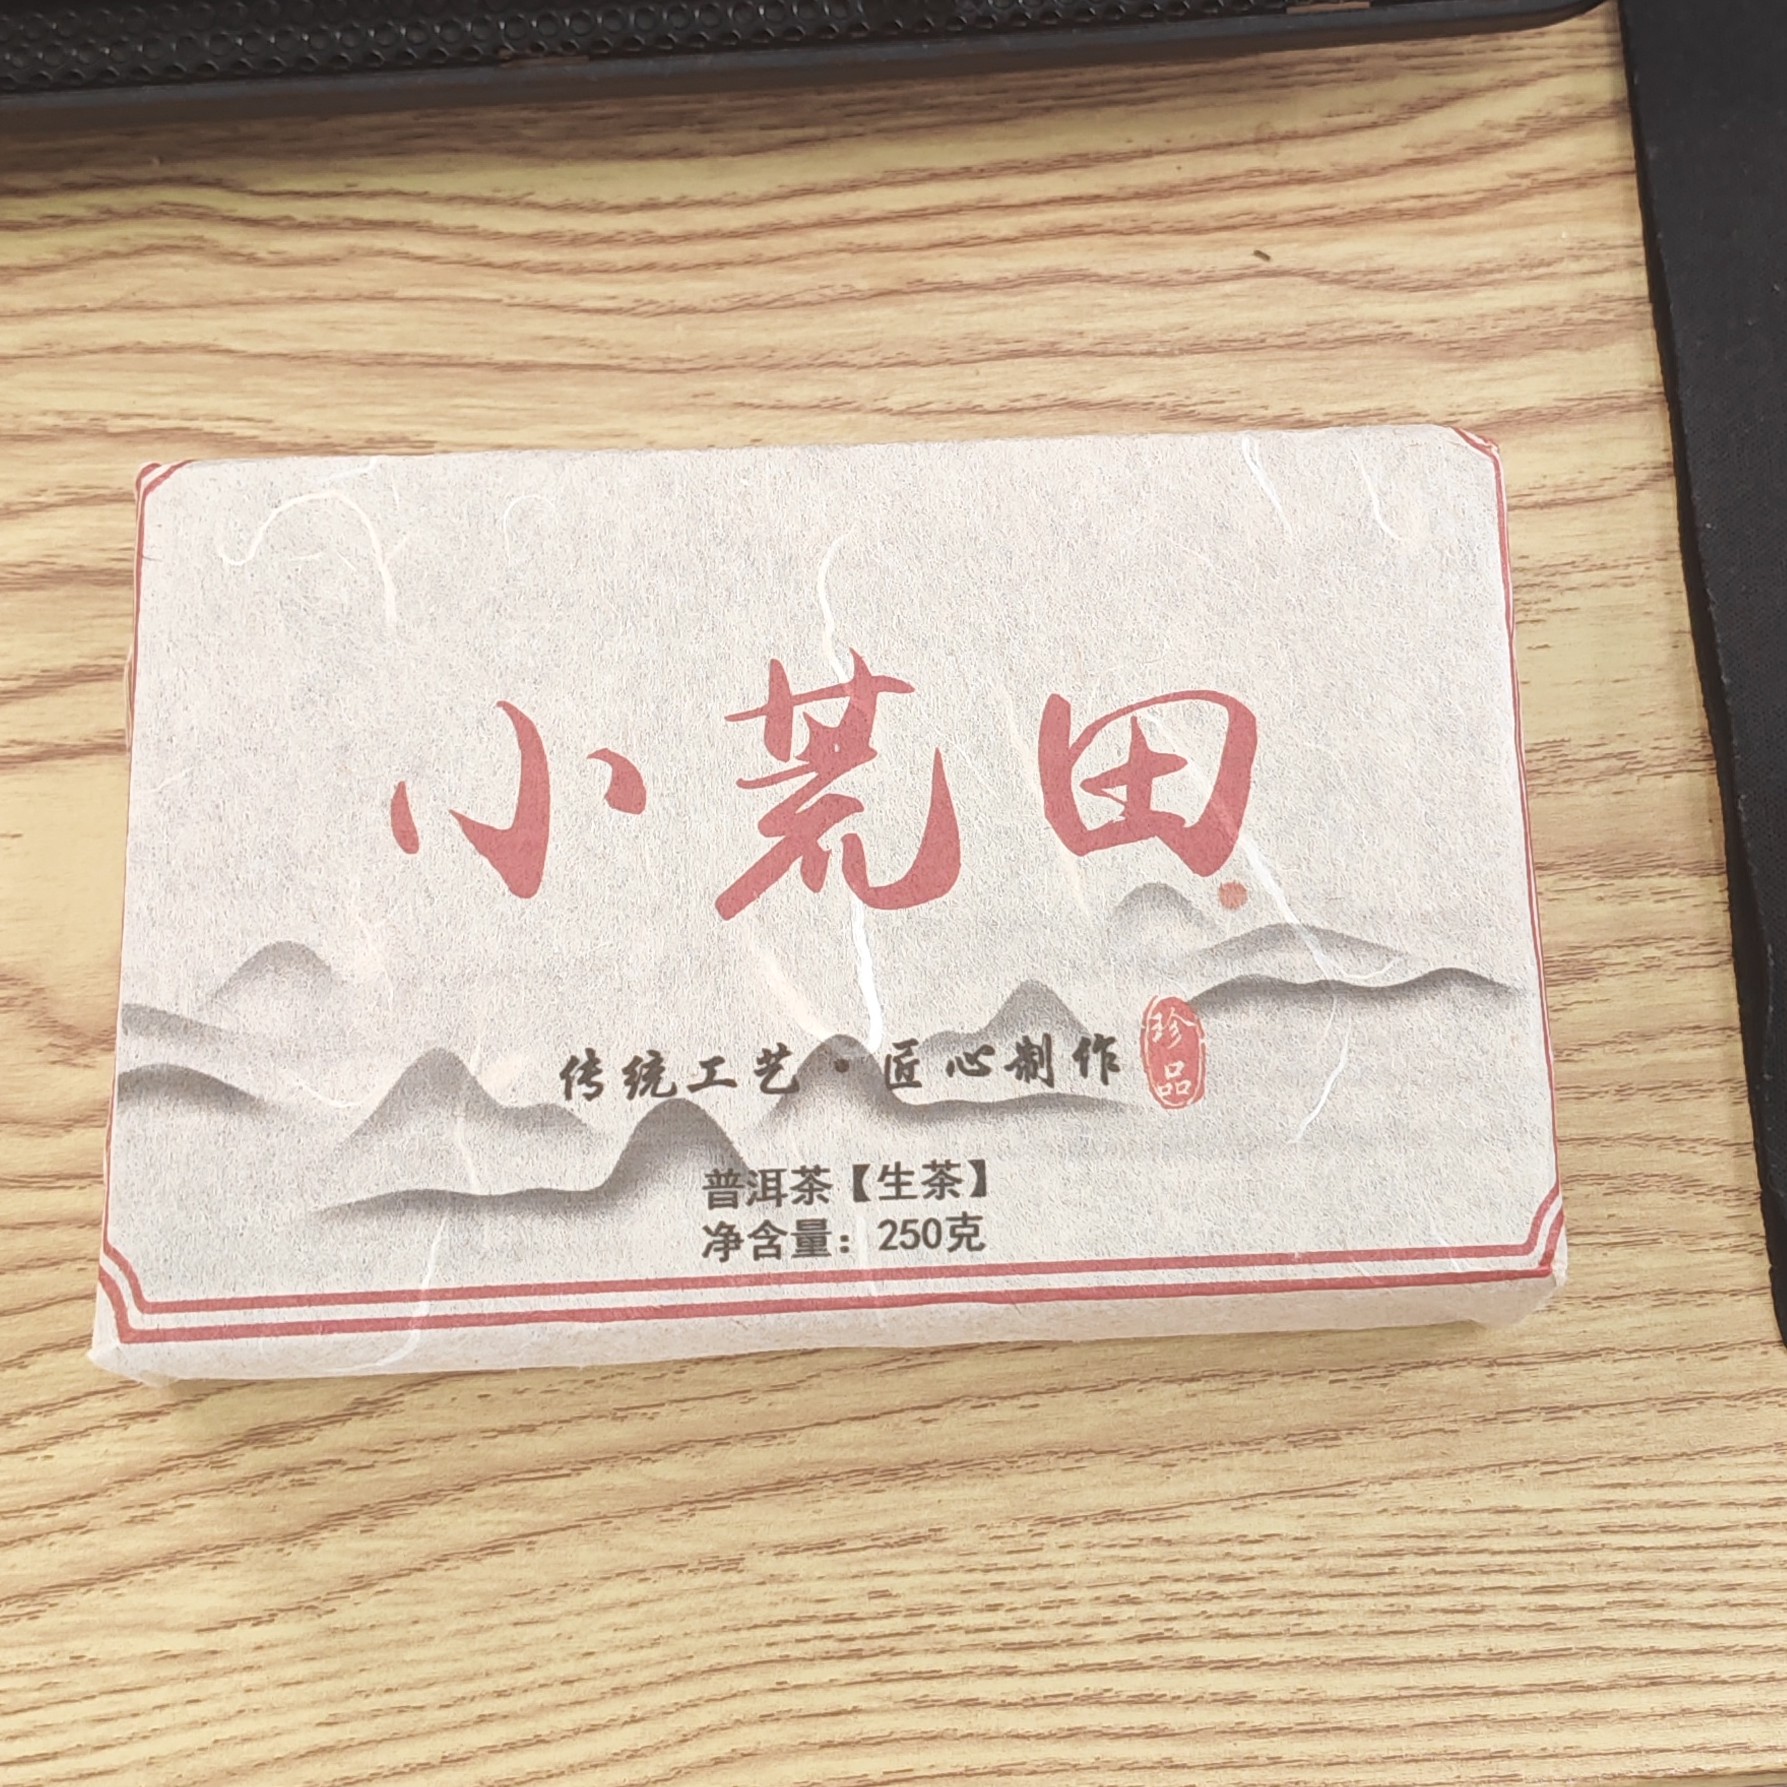 小荒田
传统工艺·匠心制作
珍品
普洱茶【生茶】
净含量：250克